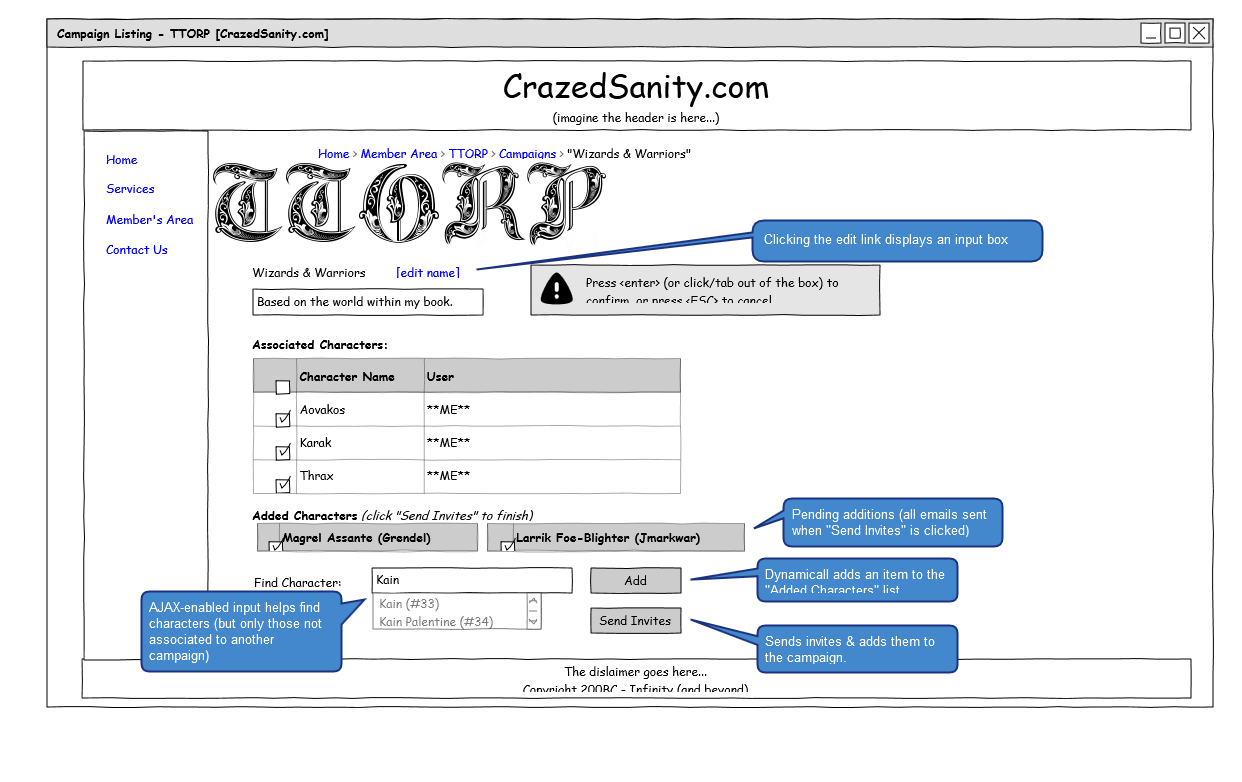 Campaign Listing - TTORP [CrazedSanity.com]
CrazedSanity.com
(imagine the header is here...)
Home
Services
Member's Area
Contact Us
Home > Member Area > TTORP > Campaigns > "Wizards & Warriors"
TTORP
Clicking the edit link displays an input box
Wizards & Warriors [edit name]
Press <enter> (or click/tab out of the box) to
confirm, or press <ESC> to cancel
Based on the world within my book.
Associated Characters:
Character Name User
Aovakos **ME**
Karak **ME**
Thrax **ME**
Added Characters (click "Send Invites" to finish)
Magrel Assante (Grendel)
Larrik Foe-Blighter (Jmarkwar)
Pending additions (all emails sent
when "Send Invites" is clicked)
Find Character:
Kain
Add
Dynamicall adds an item to the
"Added Characters" list
Kain (#33)
Kain Palentine (#34)
Send Invites
AJAX-enabled input helps find
characters (but only those not
associated to another
campaign)
Sends invites & adds them to
the campaign.
The dislaimer goes here...
Copyright 200BC - Infinity (and beyond)